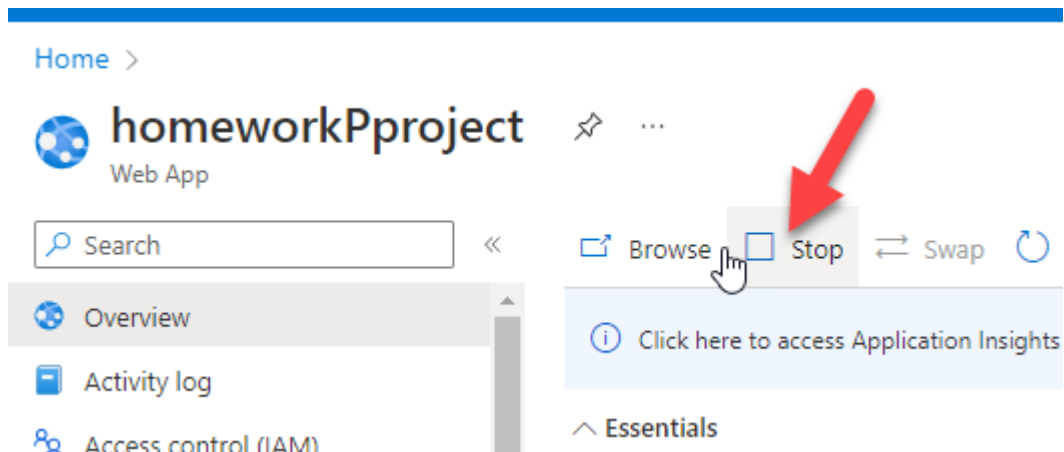 Home >
homeworkPproject
Web App
Search
Browse Stop Swap
Overview
Click here to access Application Insights
Activity log
Essentials
Access control (IAM)